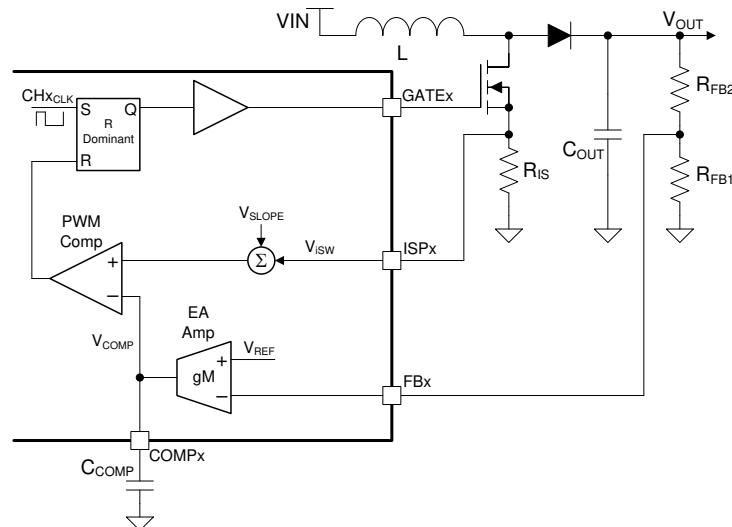 VIN
L
VOUT
CHxCLK
S
Q
R
Dominant
R
GATEx
RFB2
COUT
RIS
RFB1
PWM
Comp
VSLOPE
+
−
Σ
ViSW
ISPx
EA
Amp
VCOMP
gM
+
−
VREF
FBx
COMPx
CCOMP